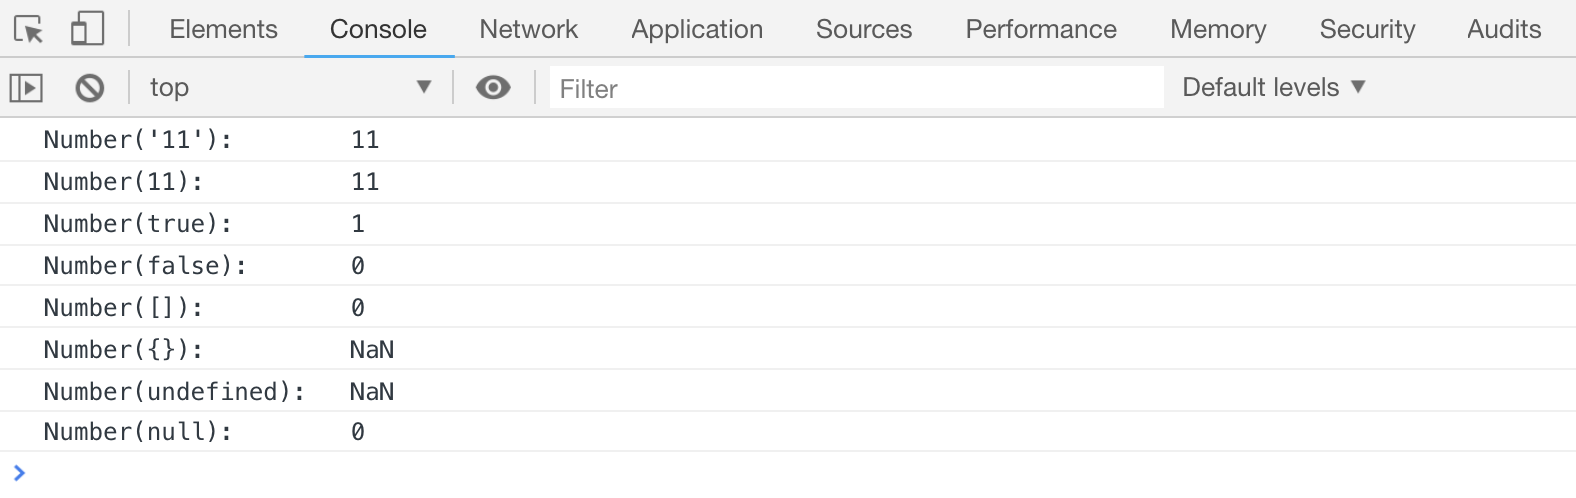 Elements Console Network Application Sources Performance Memory Security Audits
top ▼ Filter Default levels ▼
Number('11'): 11
Number(11): 11
Number(true): 1
Number(false): 0
Number([]): 0
Number({}): NaN
Number(undefined): NaN
Number(null): 0